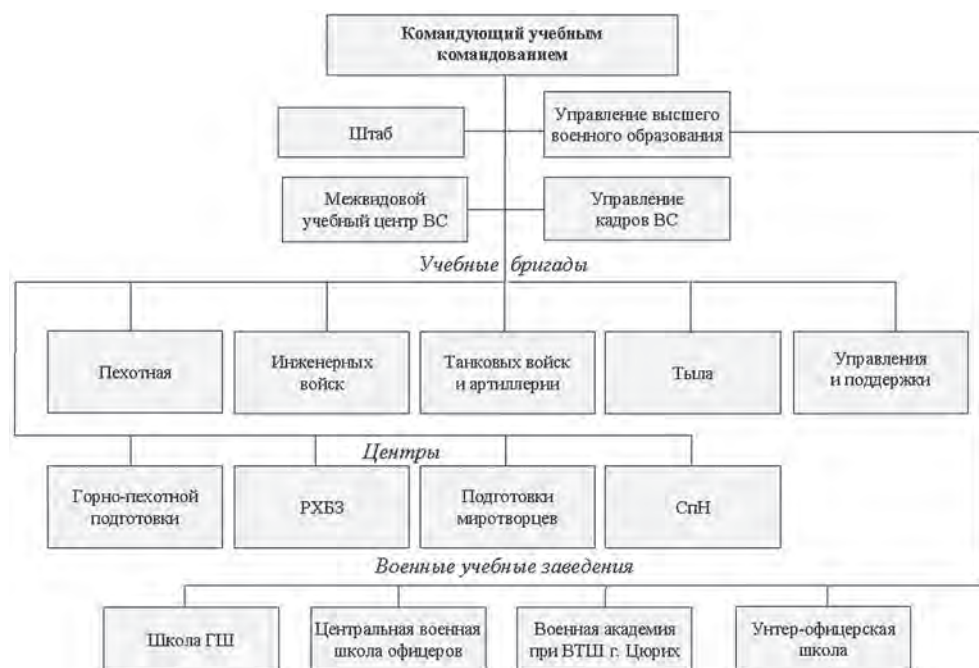 Командующий учебным
командованием
Штаб
Управление высшего
военного образования
Межвидовой
учебный центр ВС
Управление
кадров ВС
Учебные бригады
Пехотная
Инженерных
войск
Танковых войск
и артиллерии
Тыла
Управления
и поддержки
Центры
Горно-пехотной
подготовки
РХБЗ
Подготовки
миротворцев
СпН
Военные учебные заведения
Школа ГШ
Центральная военная
школа офицеров
Военная академия
при ВТШ г. Цюрих
Унтер-офицерская
школа